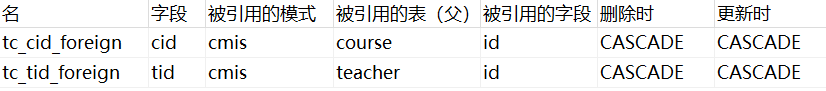 名 字段 被引用的模式 被引用的表（父） 被引用的字段 删除时 更新时
tc_cid_foreign cid cmis course id CASCADE CASCADE
tc_tid_foreign tid cmis teacher id CASCADE CASCADE